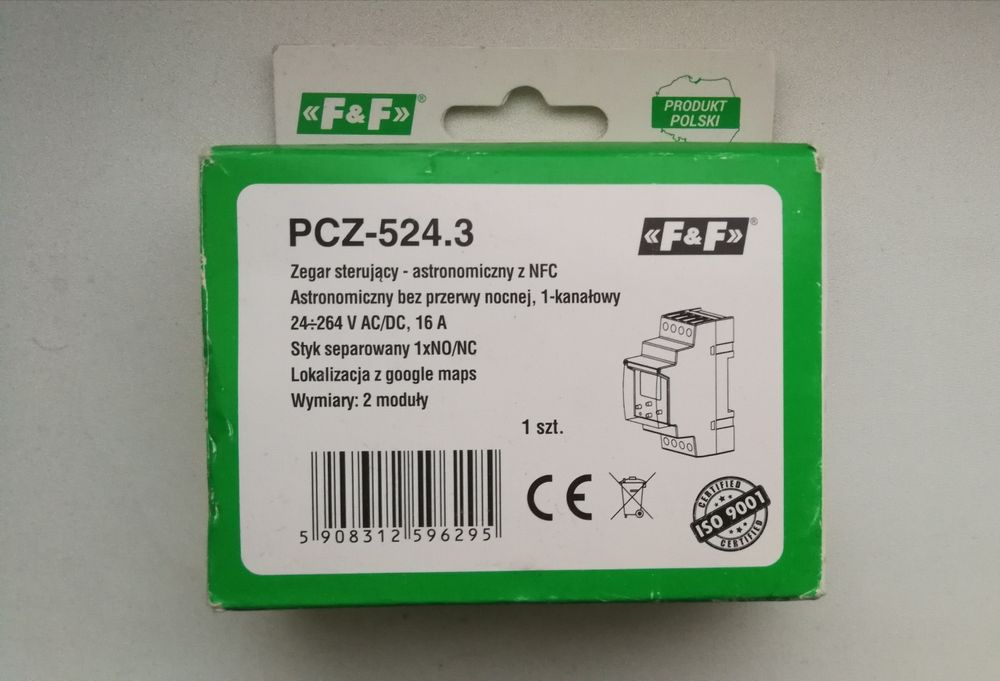 «F&F»®
PRODUKT
POLSKI
PCZ-524.3
«F&F»®
Zegar sterujący - astronomiczny z NFC
Astronomiczny bez przerwy nocnej, 1-kanałowy
24÷264 V AC/DC, 16 A
Styk separowany 1xNO/NC
Lokalizacja z google maps
Wymiary: 2 moduły
1 szt.
5 908312 596295
CE
CERTIFIED
ISO 9001
CERTIFIED